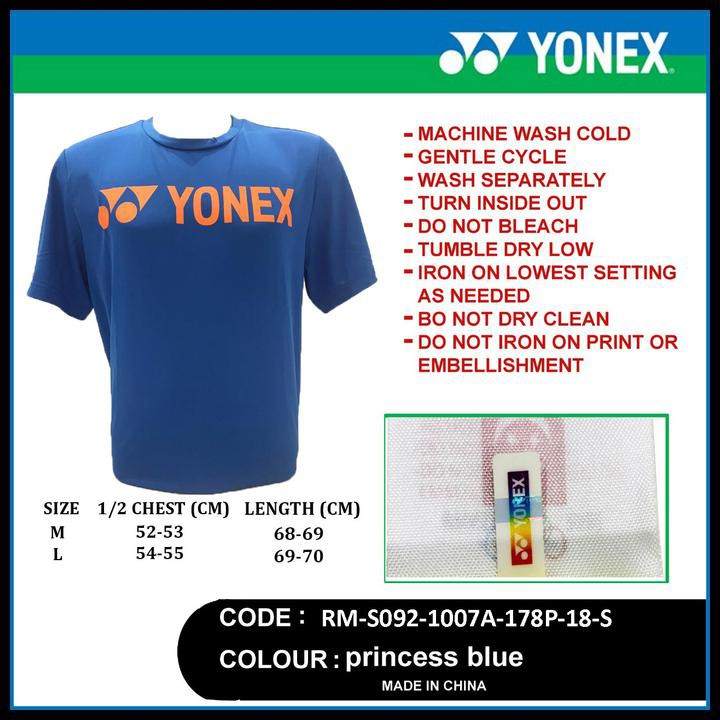 YONEX
YONEX
- MACHINE WASH COLD
- GENTLE CYCLE
- WASH SEPARATELY
- TURN INSIDE OUT
- DO NOT BLEACH
- TUMBLE DRY LOW
- IRON ON LOWEST SETTING
AS NEEDED
- BO NOT DRY CLEAN
- DO NOT IRON ON PRINT OR
EMBELLISHMENT
YONEX
SIZE 1/2 CHEST (CM) LENGTH (CM)
M 52-53 68-69
L 54-55 69-70
CODE : RM-S092-1007A-178P-18-S
COLOUR : princess blue
MADE IN CHINA